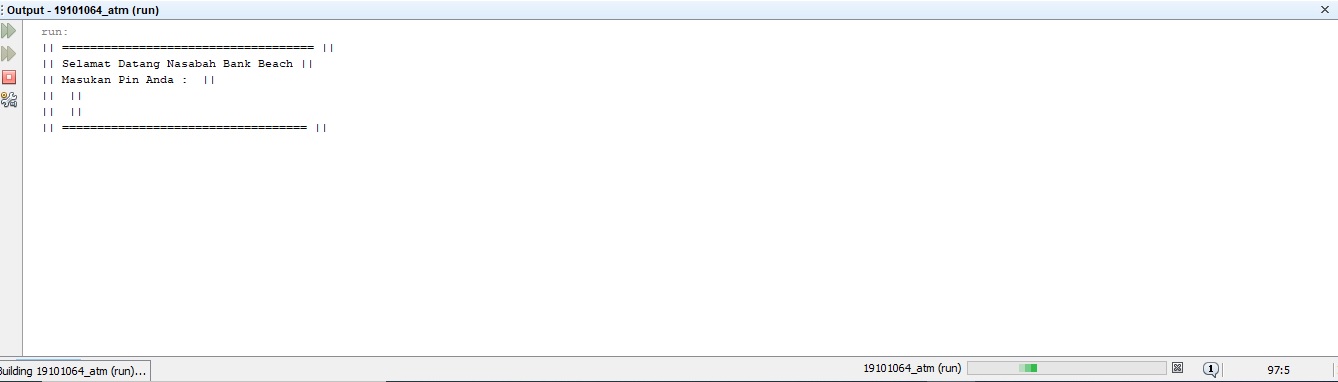 Output - 19101064_atm (run)
run:
|| ==================================== ||
|| Selamat Datang Nasabah Bank Beach ||
|| Masukan Pin Anda :  ||
||  ||
||  ||
|| =================================== ||
Building 19101064_atm (run)...
19101064_atm (run)
1
97:5